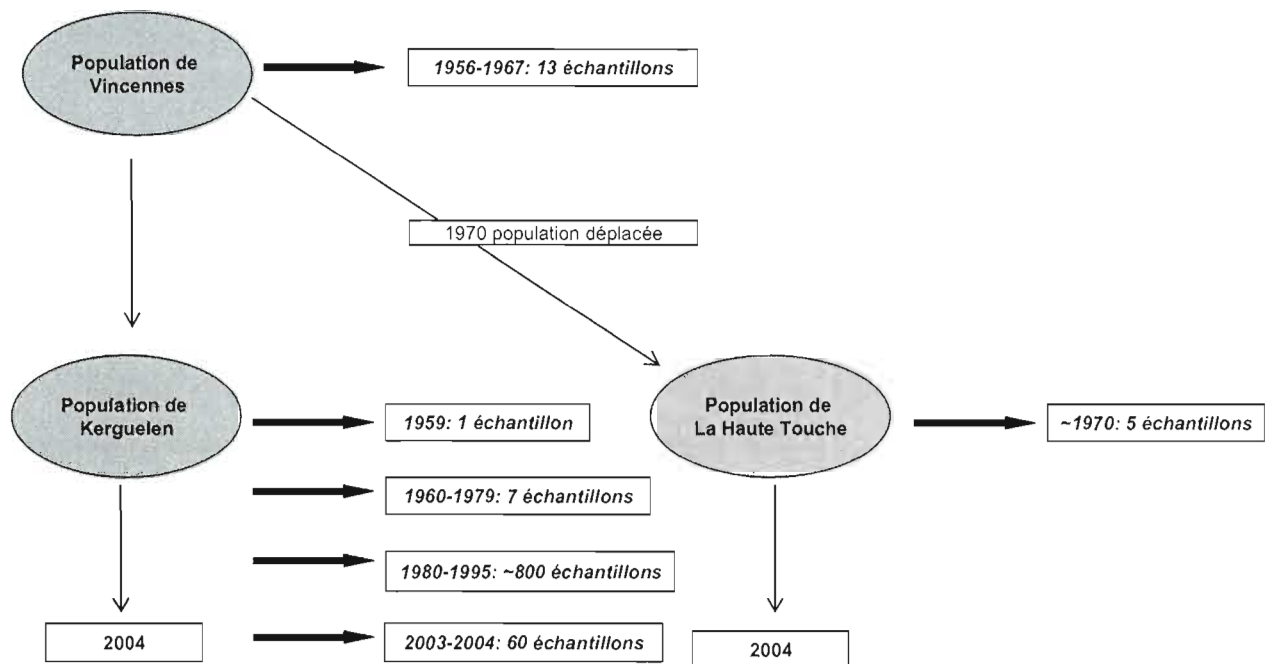 Population de
Vincennes
1956-1967: 13 échantillons
1970 population déplacée
Population de
Kerguelen
1959: 1 échantillon
Population de
La Haute Touche
~1970: 5 échantillons
1960-1979: 7 échantillons
1980-1995: ~800 échantillons
2004
2003-2004: 60 échantillons
2004